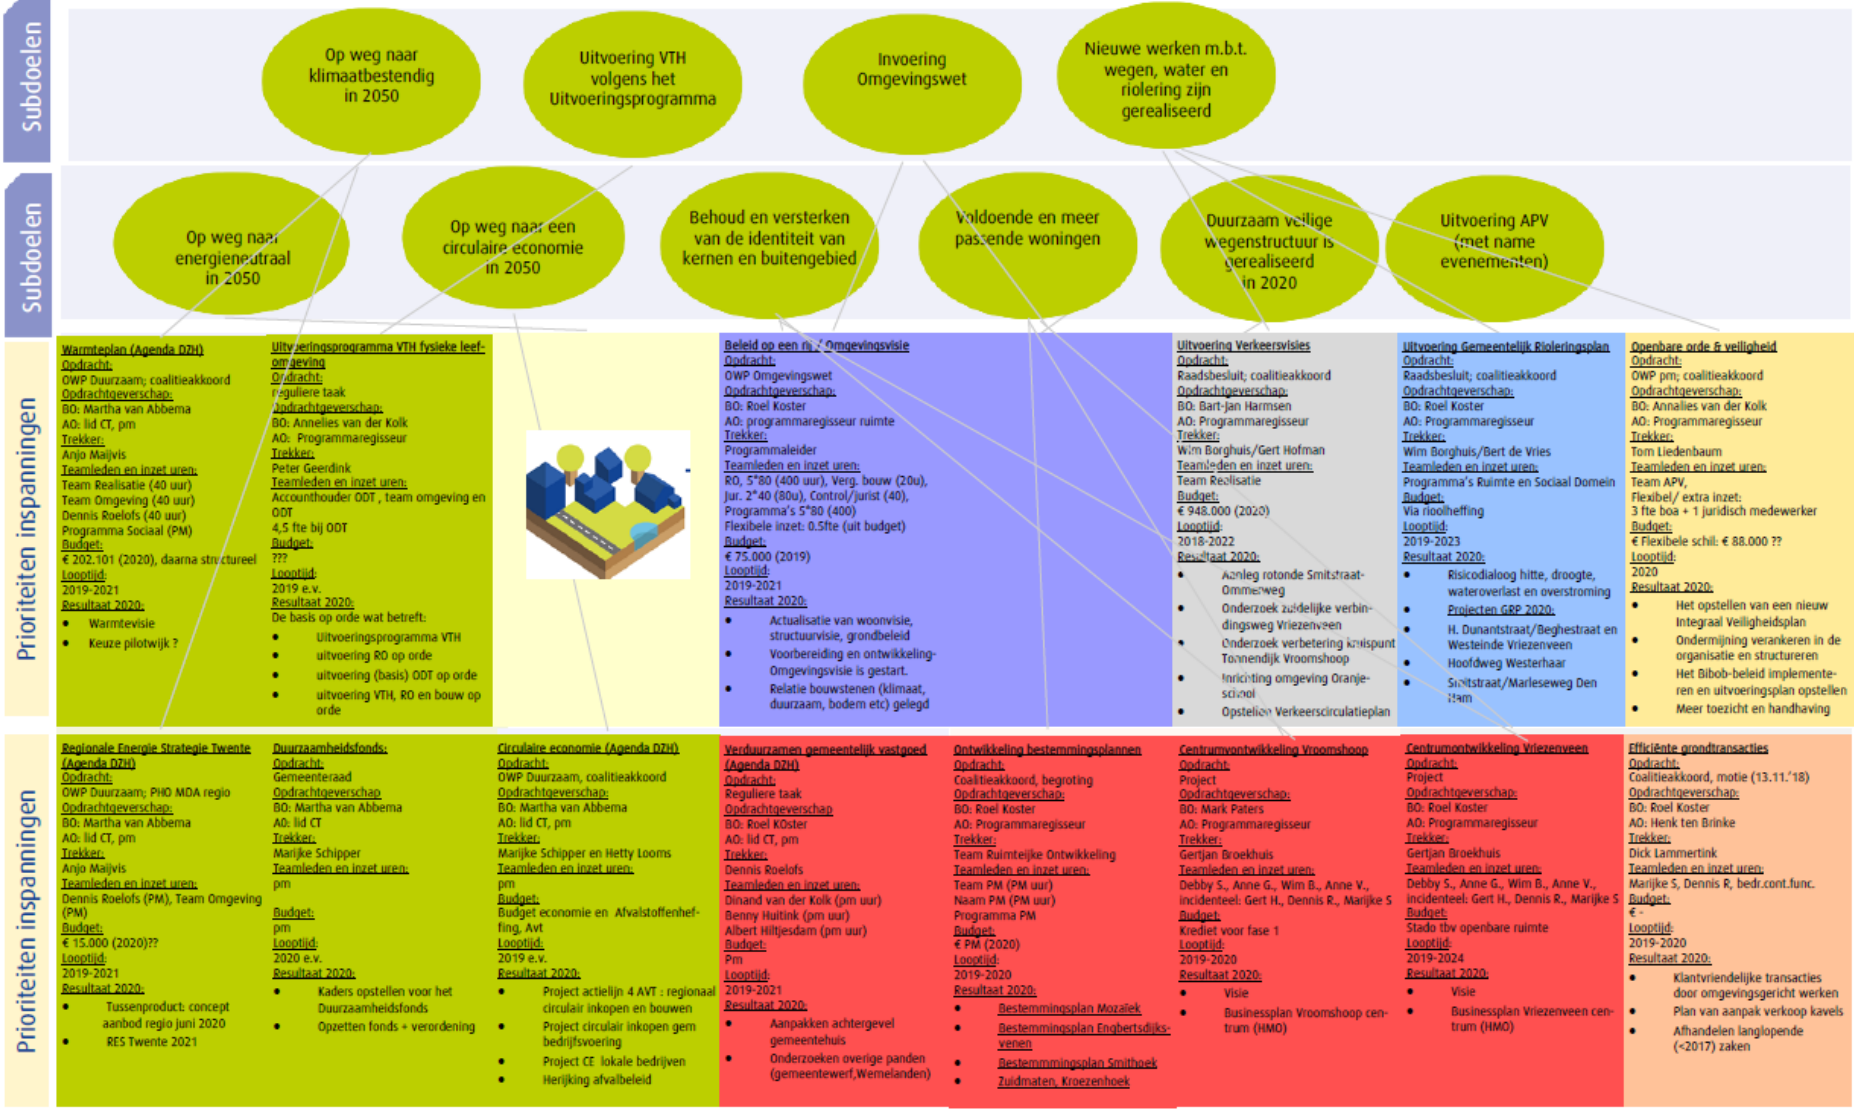 Subdoelen
Op weg naar
klimaatbestendig
in 2050
Uitvoering VTH
volgens het
Uitvoeringsprogramma
Invoering
Omgevingswet
Nieuwe werken m.b.t.
wegen, water en
riolering zijn
gerealiseerd
Subdoelen
Op weg naar
energieneutraal
in 2050
Op weg naar een
circulaire economie
in 2050
Behoud en versterken
van de identiteit van
kernen en buitengebied
Voldoende en meer
passende woningen
Duurzaam veilige
wegenstructuur is
gerealiseerd
in 2020
Uitvoering APV
(met name
evenementen)
Prioriteiten inspanningen
Warmteplan (Agenda DZH)
Opdracht:
OWP Duurzaam; coalitieakkoord
Opdrachtgeverschap:
BO: Martha van Abbema
AO: lid CT, pm
Trekker:
Anjo Maijvis
Teamleden en inzet uren:
Team Realisatie (40 uur)
Team Omgeving (40 uur)
Dennis Roelofs (40 uur)
Programma Sociaal (PM)
Budget:
€ 202.101 (2020), daarna structureel
Looptijd:
2019-2021
Resultaat 2020:
• Warmtevisie
• Keuze pilotwijk ?
Uitvoeringsprogramma VTH fysieke leef-
omgeving
Opdracht:
reguliere taak
Opdrachtgeverschap:
BO: Annelies van der Kolk
AO: Programmaregisseur
Trekker:
Peter Geerdink
Teamleden en inzet uren:
Accounthouder ODT , team omgeving en
ODT
4,5 fte bij ODT
Budget:
???
Looptijd:
2019 e.v.
Resultaat 2020:
De basis op orde wat betreft:
• Uitvoeringsprogramma VTH
• uitvoering RO op orde
• uitvoering (basis) ODT op orde
• uitvoering VTH, RO en bouw op
orde
Beleid op een rij / Omgevingsvisie
Opdracht:
OWP Omgevingswet
Opdrachtgeverschap:
BO: Roel Koster
AO: programmaregisseur ruimte
Trekker:
Programmaleider
Teamleden en inzet uren:
RO, 5*80 (400 uur), Verg. bouw (20u),
Jur. 2*40 (80u), Control/jurist (40),
Programma's 5*80 (400)
Flexibele inzet: 0.5fte (uit budget)
Budget:
€ 75.000 (2019)
Looptijd:
2019-2021
Resultaat 2020:
• Actualisatie van woonvisie,
structuurvisie, grondbeleid
• Voorbereiding en ontwikkeling-
Omgevingsvisie is gestart.
• Relatie bouwstenen (klimaat,
duurzaam, bodem etc) gelegd
Uitvoering Verkeersvisies
Opdracht:
Raadsbesluit; coalitieakkoord
Opdrachtgeverschap:
BO: Bart-Jan Harmsen
AO: Programmaregisseur
Trekker:
Wim Borghuis/Gert Hofman
Teamleden en inzet uren:
Team Realisatie
Budget:
€ 948.000 (2020)
Looptijd:
2018-2022
Resultaat 2020:
• Aanleg rotonde Smitstraat-
Ommerweg
• Onderzoek zuidelijke verbin-
dingsweg Vriezenveen
• Onderzoek verbetering kruispunt
Tonnendijk Vroomshoop
• Inrichting omgeving Oranje-
school
• Opstellen Verkeerscirculatieplan
Uitvoering Gemeentelijk Rioleringsplan
Opdracht:
Raadsbesluit; coalitieakkoord
Opdrachtgeverschap:
BO: Roel Koster
AO: Programmaregisseur
Trekker:
Wim Borghuis/Bert de Vries
Teamleden en inzet uren:
Programma's Ruimte en Sociaal Domein
Budget:
Via rioolheffing
Looptijd:
2019-2023
Resultaat 2020:
• Risicodialoog hitte, droogte,
wateroverlast en overstroming
• Projecten GRP 2020:
• H. Dunantstraat/Beghestraat en
Westeinde Vriezenveen
• Hoofdweg Westerhaar
• Smitstraat/Marleseweg Den
Ham
Openbare orde & veiligheid
Opdracht:
OWP pm; coalitieakkoord
Opdrachtgeverschap:
BO: Annalies van der Kolk
AO: Programmaregisseur
Trekker:
Tom Liedenbaum
Teamleden en inzet uren:
Team APV,
Flexibel/ extra inzet:
3 fte boa + 1 juridisch medewerker
Budget:
€ Flexibele schil: € 88.000 ??
Looptijd:
2020
Resultaat 2020:
• Het opstellen van een nieuw
Integraal Veiligheidsplan
• Ondermijning verankeren in de
organisatie en structureren
• Het Bibob-beleid implemente-
ren en uitvoeringsplan opstellen
• Meer toezicht en handhaving
Prioriteiten inspanningen
Regionale Energie Strategie Twente
(Agenda DZH)
Opdracht:
OWP Duurzaam; PHO MDA regio
Opdrachtgeverschap:
BO: Martha van Abbema
AO: lid CT, pm
Trekker:
Anjo Maijvis
Teamleden en inzet uren:
Dennis Roelofs (PM), Team Omgeving
(PM)
Budget:
€ 15.000 (2020)??
Looptijd:
2019-2021
Resultaat 2020:
• Tussenproduct: concept
aanbod regio juni 2020
• RES Twente 2021
Duurzaamheidsfonds:
Opdracht:
Gemeenteraad
Opdrachtgeverschap
BO: Martha van Abbema
AO: lid CT
Trekker:
Marijke Schipper
Teamleden en inzet uren:
pm
Budget:
pm
Looptijd:
2020 e.v.
Resultaat 2020:
• Kaders opstellen voor het
Duurzaamheidsfonds
• Opzetten fonds + verordening
Circulaire economie (Agenda DZH)
Opdracht:
OWP Duurzaam, coalitieakkoord
Opdrachtgeverschap:
BO: Martha van Abbema
AO: lid CT, pm
Trekker:
Marijke Schipper en Hetty Looms
Teamleden en inzet uren:
pm
Budget:
Budget economie en Afvalstoffenhef-
fing, Avt
Looptijd:
2019 e.v.
Resultaat 2020:
• Project actielijn 4 AVT : regionaal
circulair inkopen en bouwen
• Project circulair inkopen gem
bedrijfsvoering
• Project CE lokale bedrijven
• Herijking afvalbeleid
Verduurzamen gemeentelijk vastgoed
(Agenda DZH)
Opdracht:
Reguliere taak
Opdrachtgeverschap
BO: Roel KOster
AO: lid CT, pm
Trekker:
Dennis Roelofs
Teamleden en inzet uren:
Dinand van der Kolk (pm uur)
Benny Huitink (pm uur)
Albert Hiltjesdam (pm uur)
Budget:
Pm
Looptijd:
2019-2021
Resultaat 2020:
• Aanpakken achtergevel
gemeentehuis
• Onderzoeken overige panden
(gemeentewerf,Wemelanden)
Ontwikkeling bestemmingsplannen
Opdracht:
Coalitieakkoord, begroting
Opdrachtgeverschap:
BO: Roel Koster
AO: Programmaregisseur
Trekker:
Team Ruimteijke Ontwikkeling
Teamleden en inzet uren:
Team PM (PM uur)
Naam PM (PM uur)
Programma PM
Budget:
€ PM (2020)
Looptijd:
2019-2020
Resultaat 2020:
• Bestemmingsplan Mozaïek
• Bestemmingsplan Engbertsdijks-
venen
• Bestemmmingsplan Smithoek
• Zuidmaten, Kroezenhoek
Centrumvontwikkeling Vroomshoop
Opdracht:
Project
Opdrachtgeverschap:
BO: Mark Paters
AO: Programmaregisseur
Trekker:
Gertjan Broekhuis
Teamleden en inzet uren:
Debby S., Anne G., Wim B., Anne V.,
incidenteel: Gert H., Dennis R., Marijke S
Budget:
Krediet voor fase 1
Looptijd:
2019-2020
Resultaat 2020:
• Visie
• Businessplan Vroomshoop cen-
trum (HMO)
Centrumontwikkeling Vriezenveen
Opdracht:
Project
Opdrachtgeverschap:
BO: Roel Koster
AO: Programmaregisseur
Trekker:
Gertjan Broekhuis
Teamleden en inzet uren:
Debby S., Anne G., Wim B., Anne V.,
incidenteel: Gert H., Dennis R., Marijke S
Budget:
Stado tbv openbare ruimte
Looptijd:
2019-2024
Resultaat 2020:
• Visie
• Businessplan Vriezenveen cen-
trum (HMO)
Efficiënte grondtransacties
Opdracht:
Coalitieakkoord, motie (13.11.'18)
Opdrachtgeverschap:
BO: Roel Koster
AO: Henk ten Brinke
Trekker:
Dick Lammertink
Teamleden en inzet uren:
Marijke S, Dennis R, bedr.cont.func.
Budget:
€ -
Looptijd:
2019-2020
Resultaat 2020:
• Klantvriendelijke transacties
door omgevingsgericht werken
• Plan van aanpak verkoop kavels
• Afhandelen langlopende
(<2017) zaken